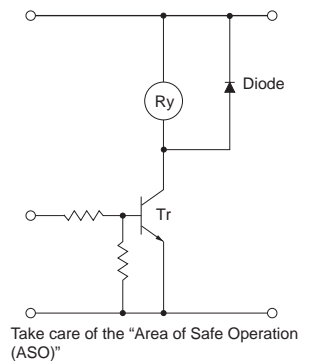 Diode
Ry
Tr
Take care of the “Area of Safe Operation
(ASO)”